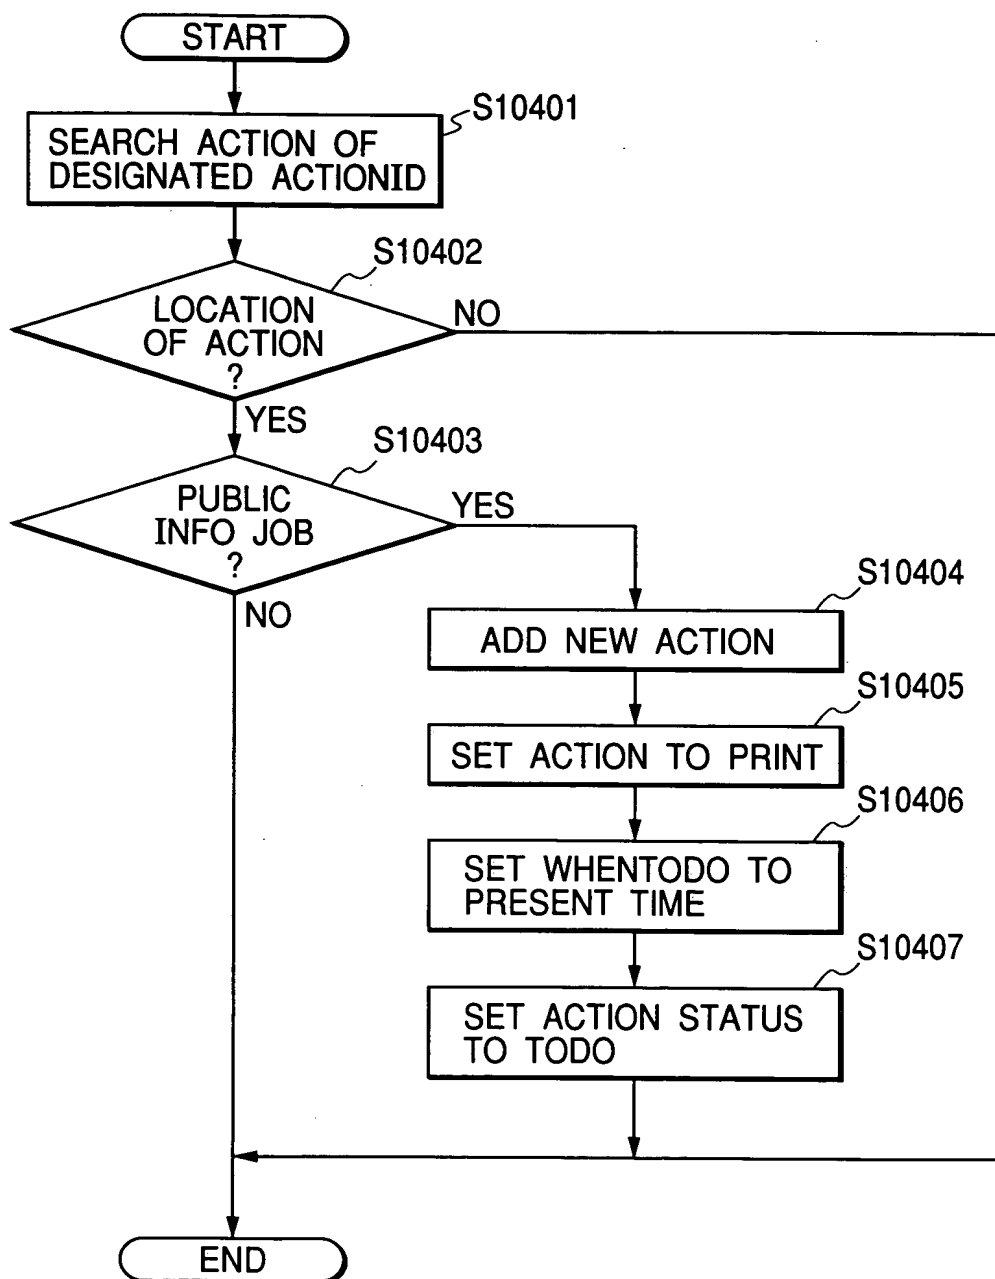 START
S10401
SEARCH ACTION OF
DESIGNATED ACTIONID
S10402
LOCATION
OF ACTION
?
NO
YES
S10403
PUBLIC
INFO JOB
?
YES
NO
S10404
ADD NEW ACTION
S10405
SET ACTION TO PRINT
S10406
SET WHENTODO TO
PRESENT TIME
S10407
SET ACTION STATUS
TO TODO
END